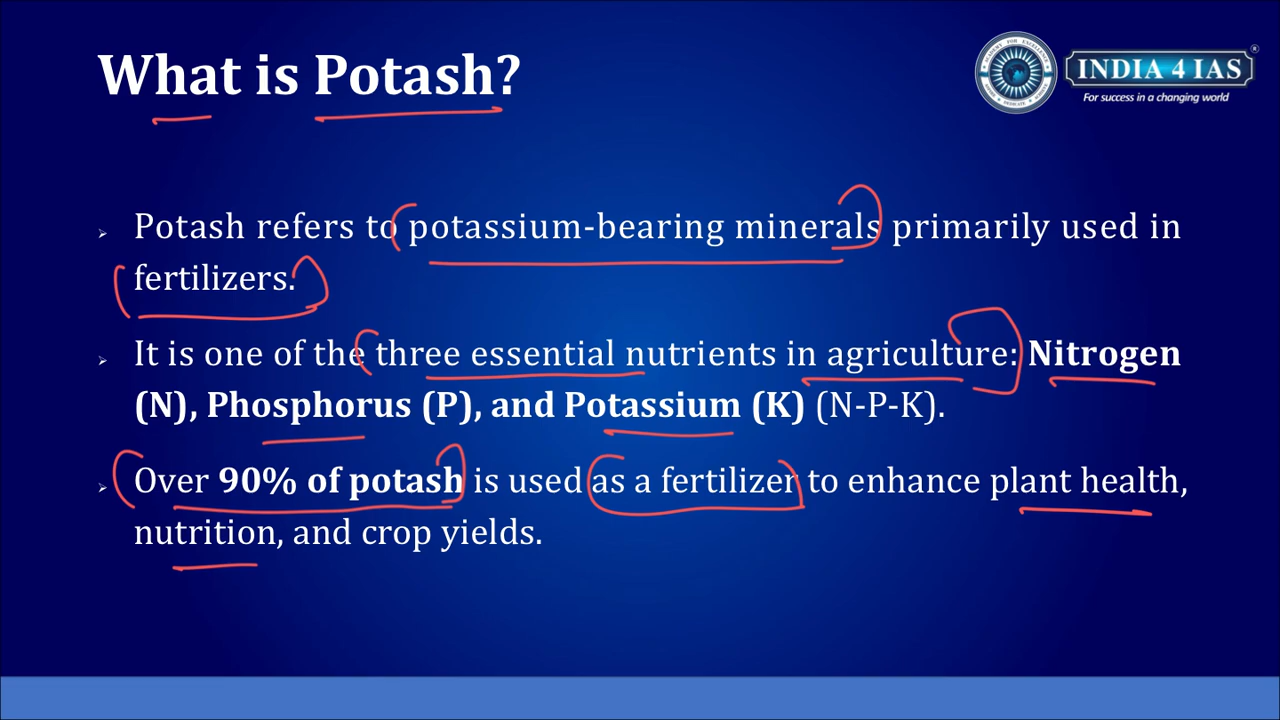 What is Potash?
INDIA 4 IAS
®
For success in a changing world
Potash refers to potassium-bearing minerals primarily used in
fertilizers.
It is one of the three essential nutrients in agriculture: Nitrogen
(N), Phosphorus (P), and Potassium (K) (N-P-K).
Over 90% of potash is used as a fertilizer to enhance plant health,
nutrition, and crop yields.